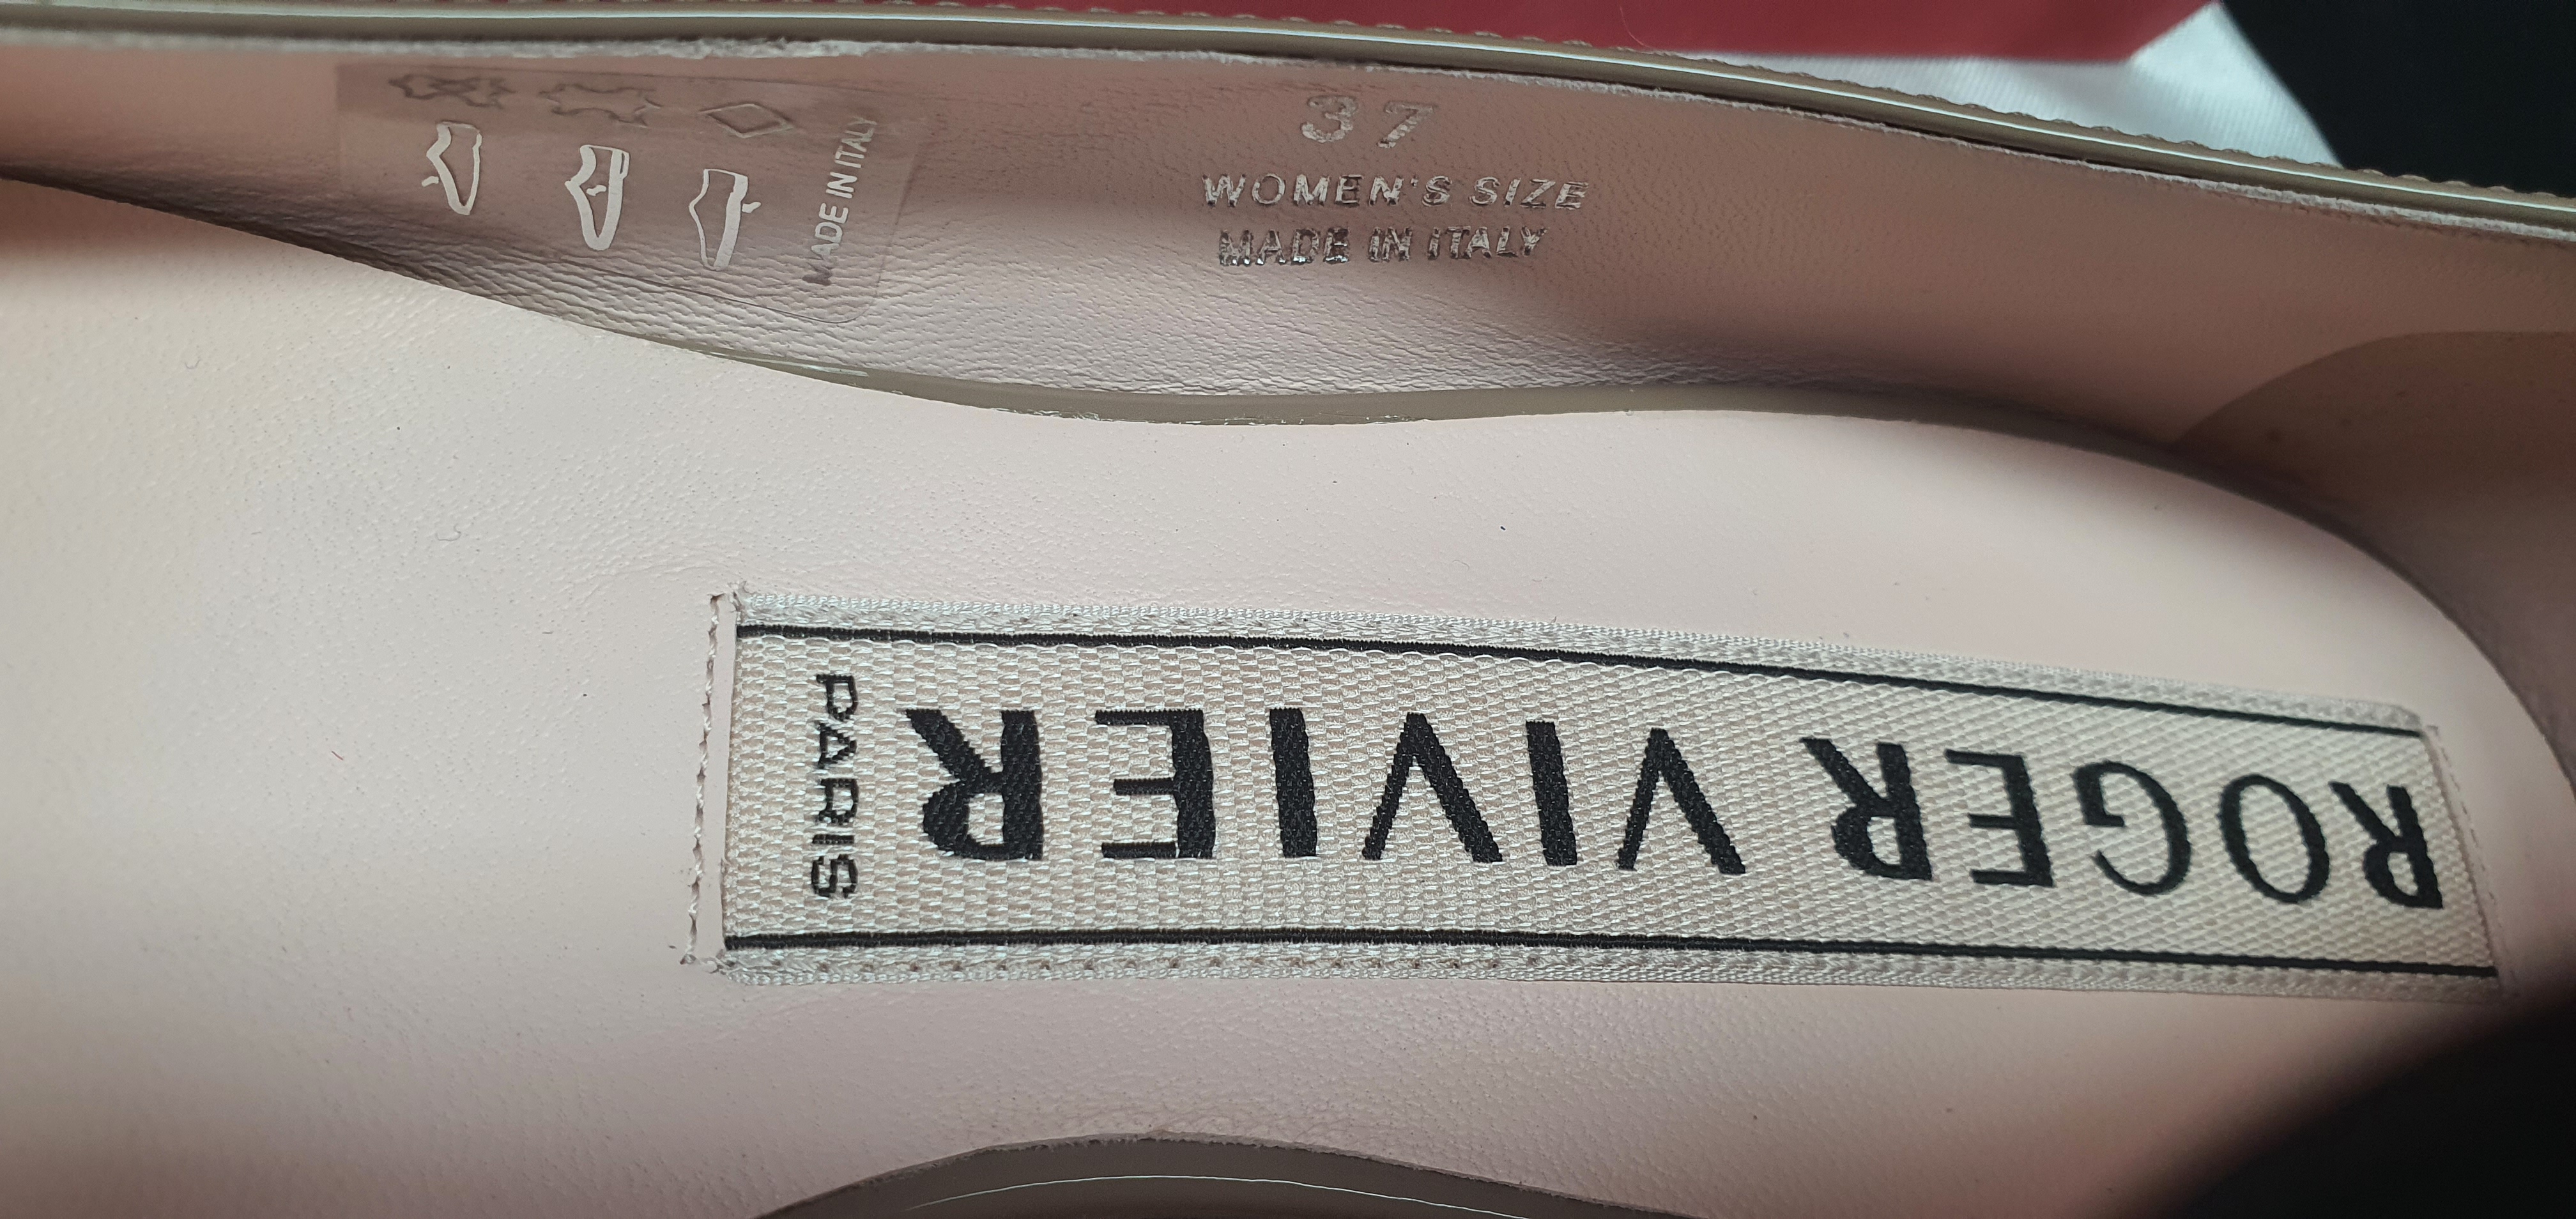 37
WOMEN'S SIZE
MADE IN ITALY
MADE IN ITALY
ROGER VIVIER
PARIS